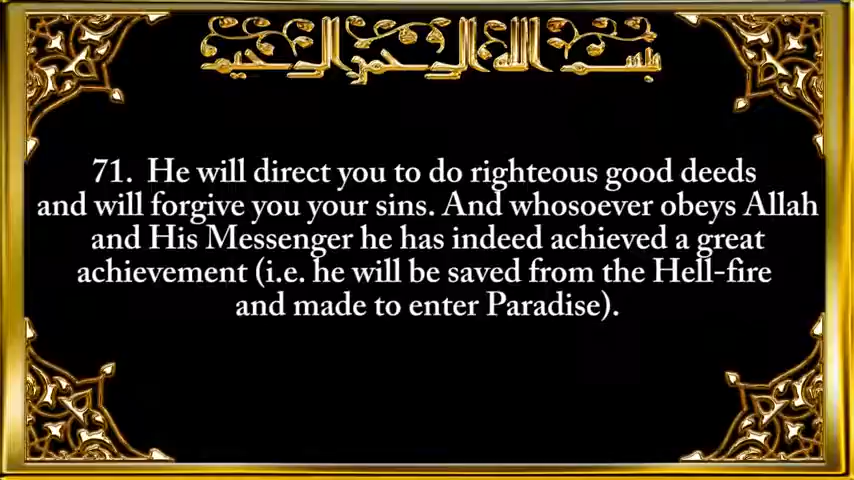 بسم الله الرحمن الرحيم
71. He will direct you to do righteous good deeds
and will forgive you your sins. And whosoever obeys Allah
and His Messenger he has indeed achieved a great
achievement (i.e. he will be saved from the Hell-fire
and made to enter Paradise).